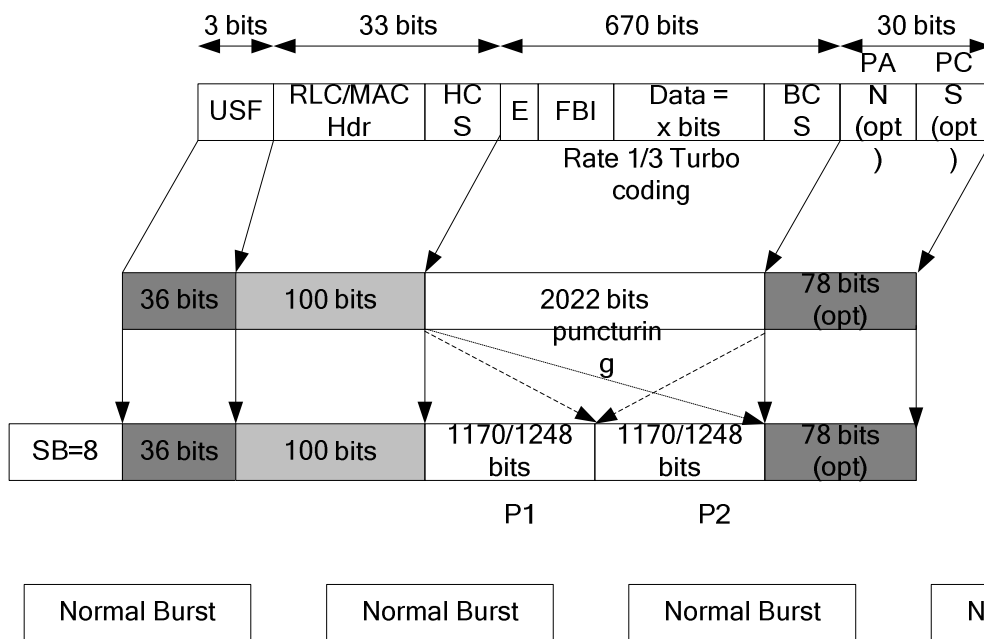 3 bits 33 bits 670 bits 30 bits
USF
RLC/MAC
Hdr
HC
S
E
FBI
Data =
x bits
BC
S
PA
N
(opt
)
PC
S
(opt
)
Rate 1/3 Turbo
coding
36 bits
100 bits
2022 bits
78 bits
(opt)
puncturin
g
SB=8
36 bits
100 bits
1170/1248
bits
1170/1248
bits
78 bits
(opt)
P1 P2
Normal Burst Normal Burst Normal Burst N